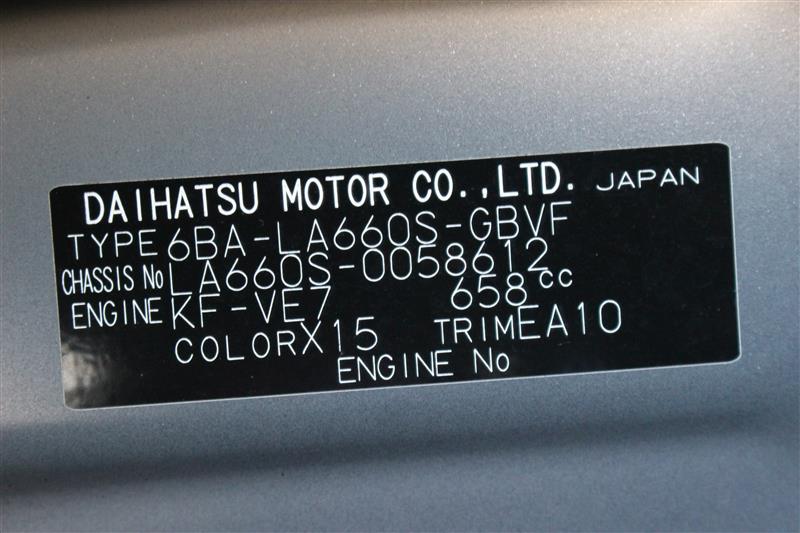 DAIHATSU MOTOR CO.,LTD. JAPAN
TYPE 6BA-LA660S-GBVF
CHASSIS No LA660S-0058612
ENGINE KF-VE7 658cc
COLOR X15 TRIM EA10
ENGINE No